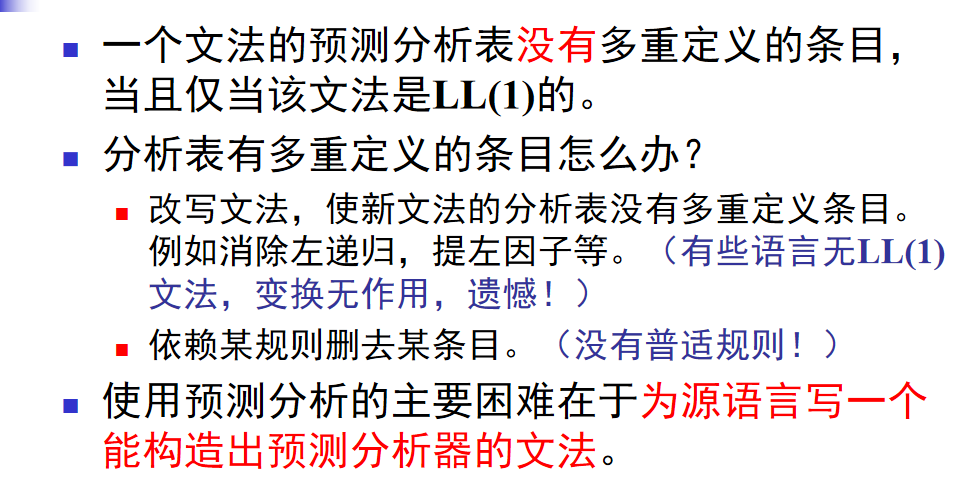 一个文法的预测分析表没有多重定义的条目，
当且仅当该文法是LL(1)的。
分析表有多重定义的条目怎么办？
改写文法，使新文法的分析表没有多重定义条目。
例如消除左递归，提左因子等。（有些语言无LL(1)
文法，变换无作用，遗憾！）
依赖某规则删去某条目。（没有普适规则！）
使用预测分析的主要困难在于为源语言写一个
能构造出预测分析器的文法。